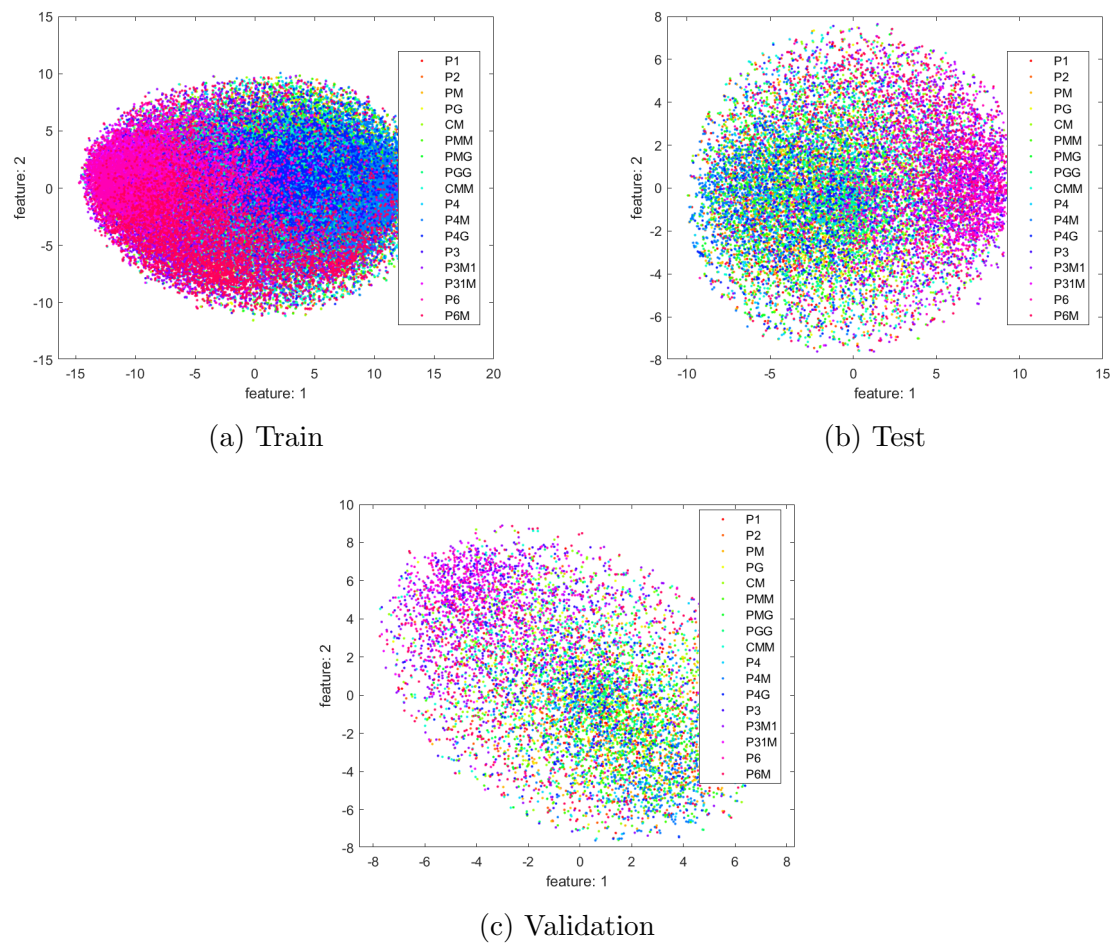 15
10
5
0
-5
-10
-15
-15
-10
-5
0
5
10
15
20
feature: 2
feature: 1
P1
P2
PM
PG
CM
PMM
PMG
PGG
CMM
P4
P4M
P4G
P3
P3M1
P31M
P6
P6M
(a) Train
8
6
4
2
0
-2
-4
-6
-8
-10
-5
0
5
10
15
feature: 2
feature: 1
P1
P2
PM
PG
CM
PMM
PMG
PGG
CMM
P4
P4M
P4G
P3
P3M1
P31M
P6
P6M
(b) Test
10
8
6
4
2
0
-2
-4
-6
-8
-8
-6
-4
-2
0
2
4
6
8
feature: 2
feature: 1
P1
P2
PM
PG
CM
PMM
PMG
PGG
CMM
P4
P4M
P4G
P3
P3M1
P31M
P6
P6M
(c) Validation